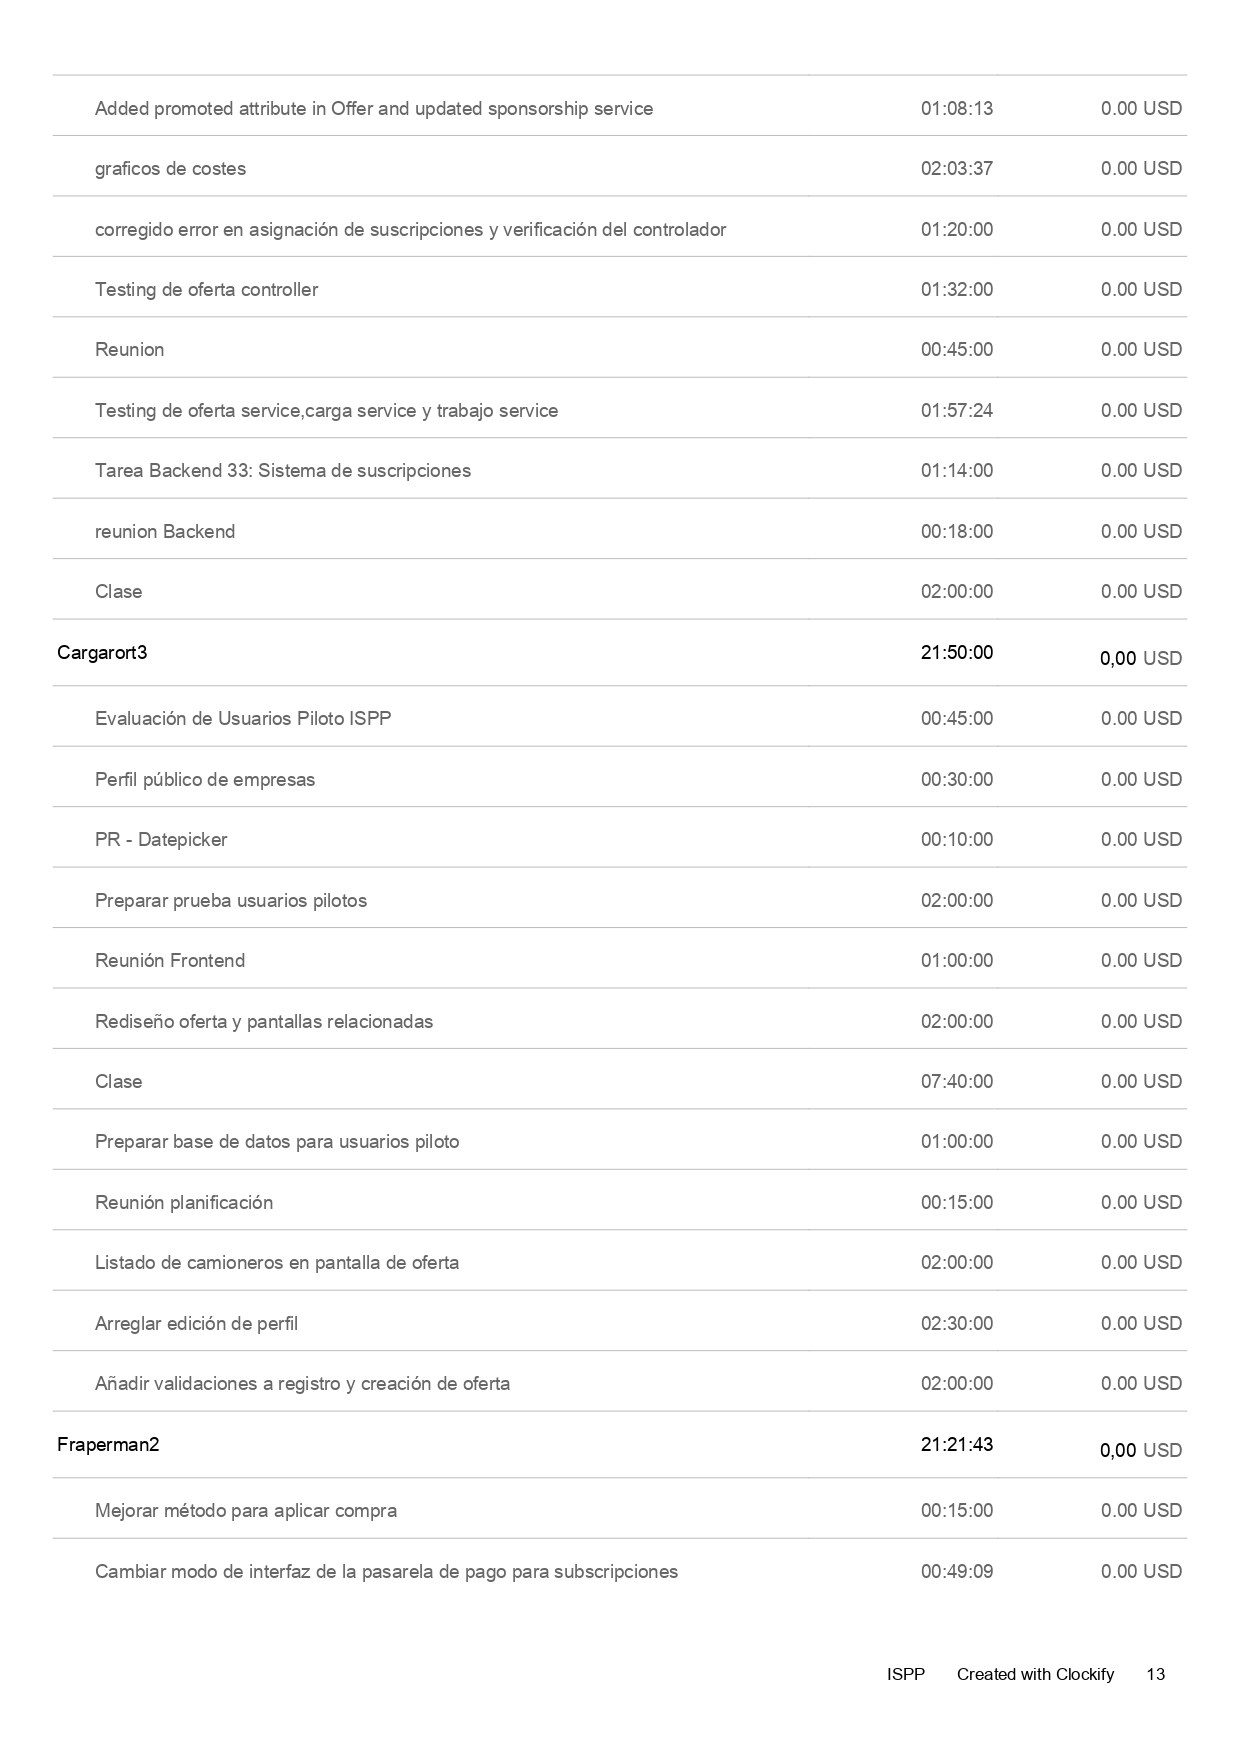 Added promoted attribute in Offer and updated sponsorship service 01:08:13 0.00 USD
graficos de costes 02:03:37 0.00 USD
corregido error en asignación de suscripciones y verificación del controlador 01:20:00 0.00 USD
Testing de oferta controller 01:32:00 0.00 USD
Reunion 00:45:00 0.00 USD
Testing de oferta service,carga service y trabajo service 01:57:24 0.00 USD
Tarea Backend 33: Sistema de suscripciones 01:14:00 0.00 USD
reunion Backend 00:18:00 0.00 USD
Clase 02:00:00 0.00 USD
Cargarort3 21:50:00 0,00 USD
Evaluación de Usuarios Piloto ISPP 00:45:00 0.00 USD
Perfil público de empresas 00:30:00 0.00 USD
PR - Datepicker 00:10:00 0.00 USD
Preparar prueba usuarios pilotos 02:00:00 0.00 USD
Reunión Frontend 01:00:00 0.00 USD
Rediseño oferta y pantallas relacionadas 02:00:00 0.00 USD
Clase 07:40:00 0.00 USD
Preparar base de datos para usuarios piloto 01:00:00 0.00 USD
Reunión planificación 00:15:00 0.00 USD
Listado de camioneros en pantalla de oferta 02:00:00 0.00 USD
Arreglar edición de perfil 02:30:00 0.00 USD
Añadir validaciones a registro y creación de oferta 02:00:00 0.00 USD
Fraperman2 21:21:43 0,00 USD
Mejorar método para aplicar compra 00:15:00 0.00 USD
Cambiar modo de interfaz de la pasarela de pago para subscripciones 00:49:09 0.00 USD
ISPP Created with Clockify 13